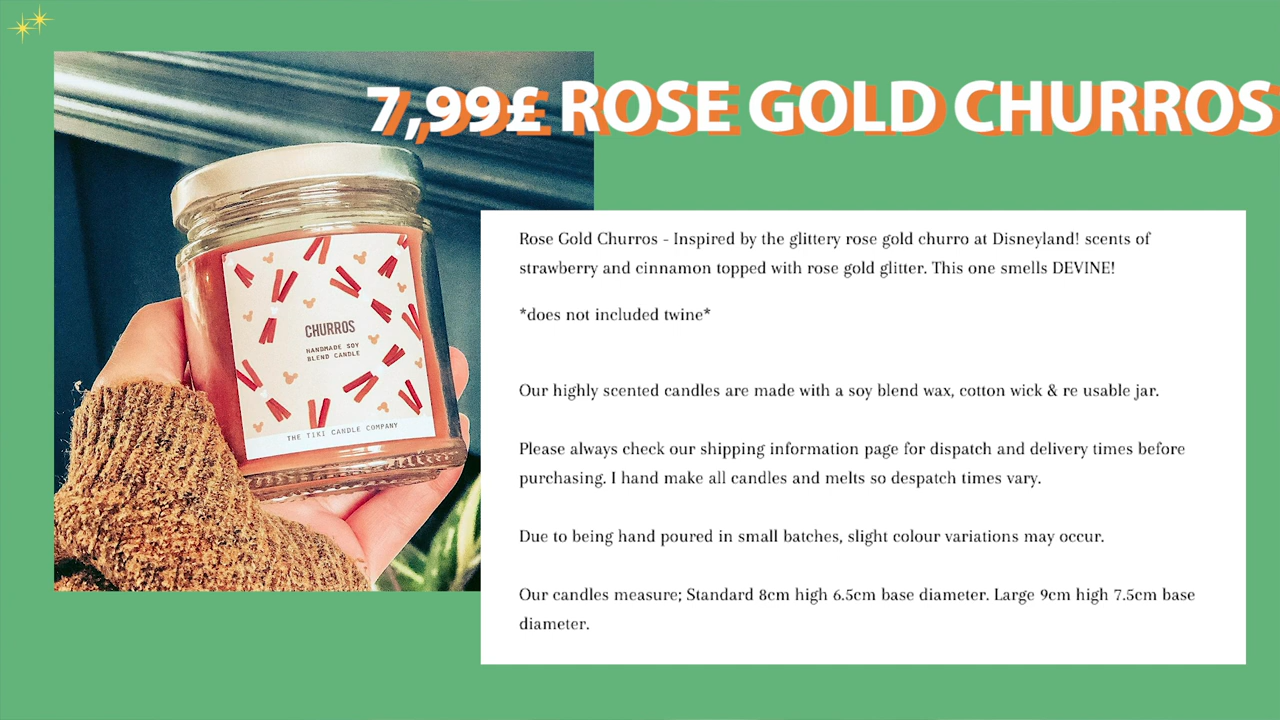 7,99£ ROSE GOLD CHURROS
CHURROS
HANDMADE SOY
BLEND CANDLE
THE TIKI CANDLE COMPANY
Rose Gold Churros - Inspired by the glittery rose gold churro at Disneyland! scents of
strawberry and cinnamon topped with rose gold glitter. This one smells DEVINE!
*does not included twine*
Our highly scented candles are made with a soy blend wax, cotton wick & re usable jar.
Please always check our shipping information page for dispatch and delivery times before
purchasing. I hand make all candles and melts so despatch times vary.
Due to being hand poured in small batches, slight colour variations may occur.
Our candles measure; Standard 8cm high 6.5cm base diameter. Large 9cm high 7.5cm base
diameter.